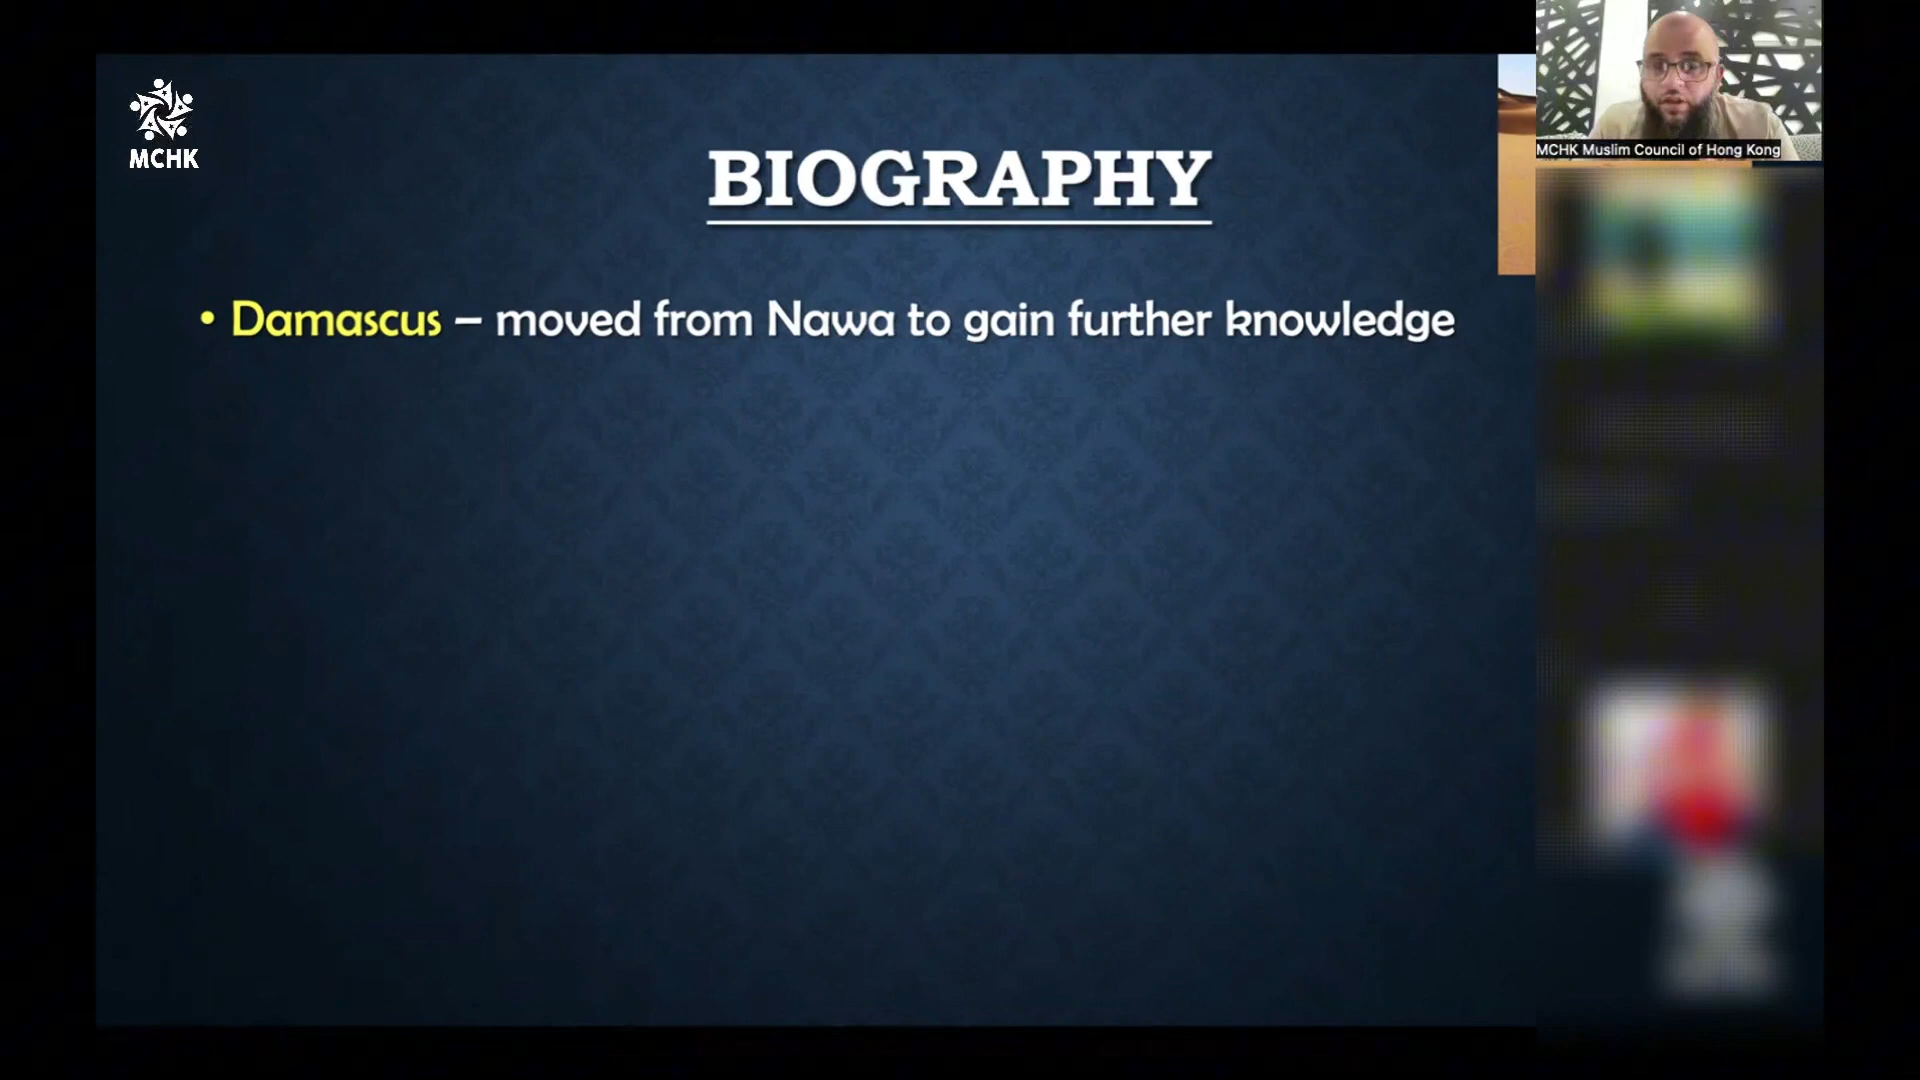 MCHK
BIOGRAPHY
• Damascus – moved from Nawa to gain further knowledge
MCHK Muslim Council of Hong Kong